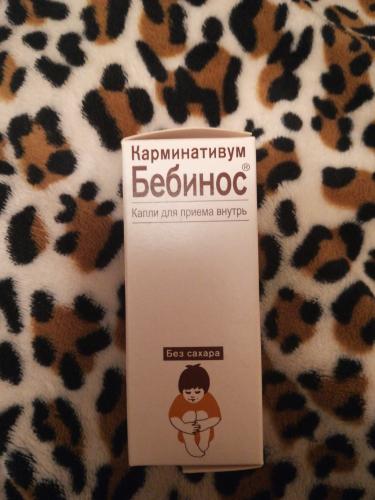 Карминативум
Бебинос®
Капли для приема внутрь
Без сахара